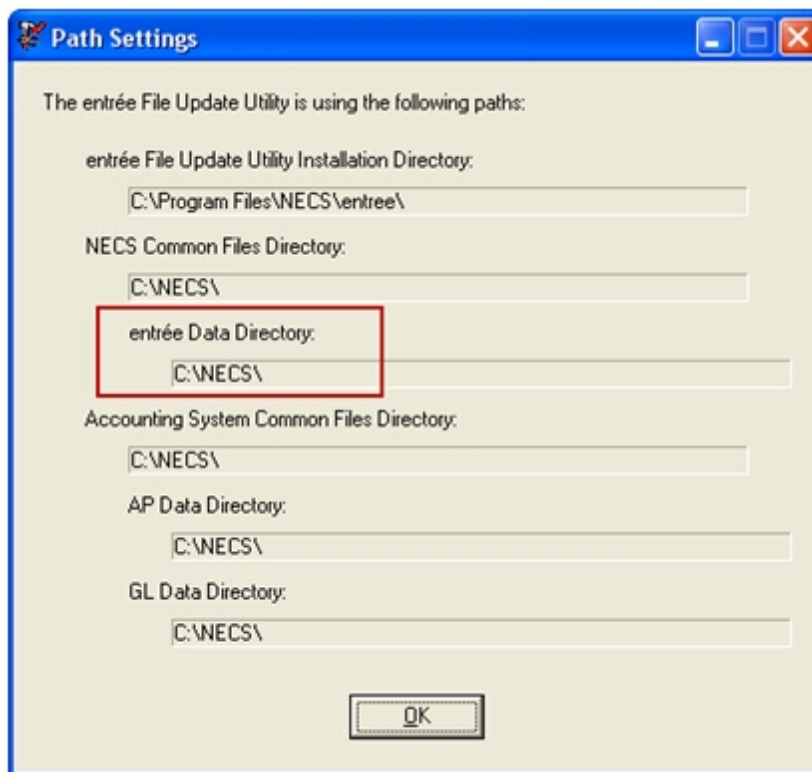 Path Settings
The entrée File Update Utility is using the following paths:
entrée File Update Utility Installation Directory:
C:\Program Files\NECS\entree\
NECS Common Files Directory:
C:\NECS\
entrée Data Directory:
C:\NECS\
Accounting System Common Files Directory:
C:\NECS\
AP Data Directory:
C:\NECS\
GL Data Directory:
C:\NECS\
OK